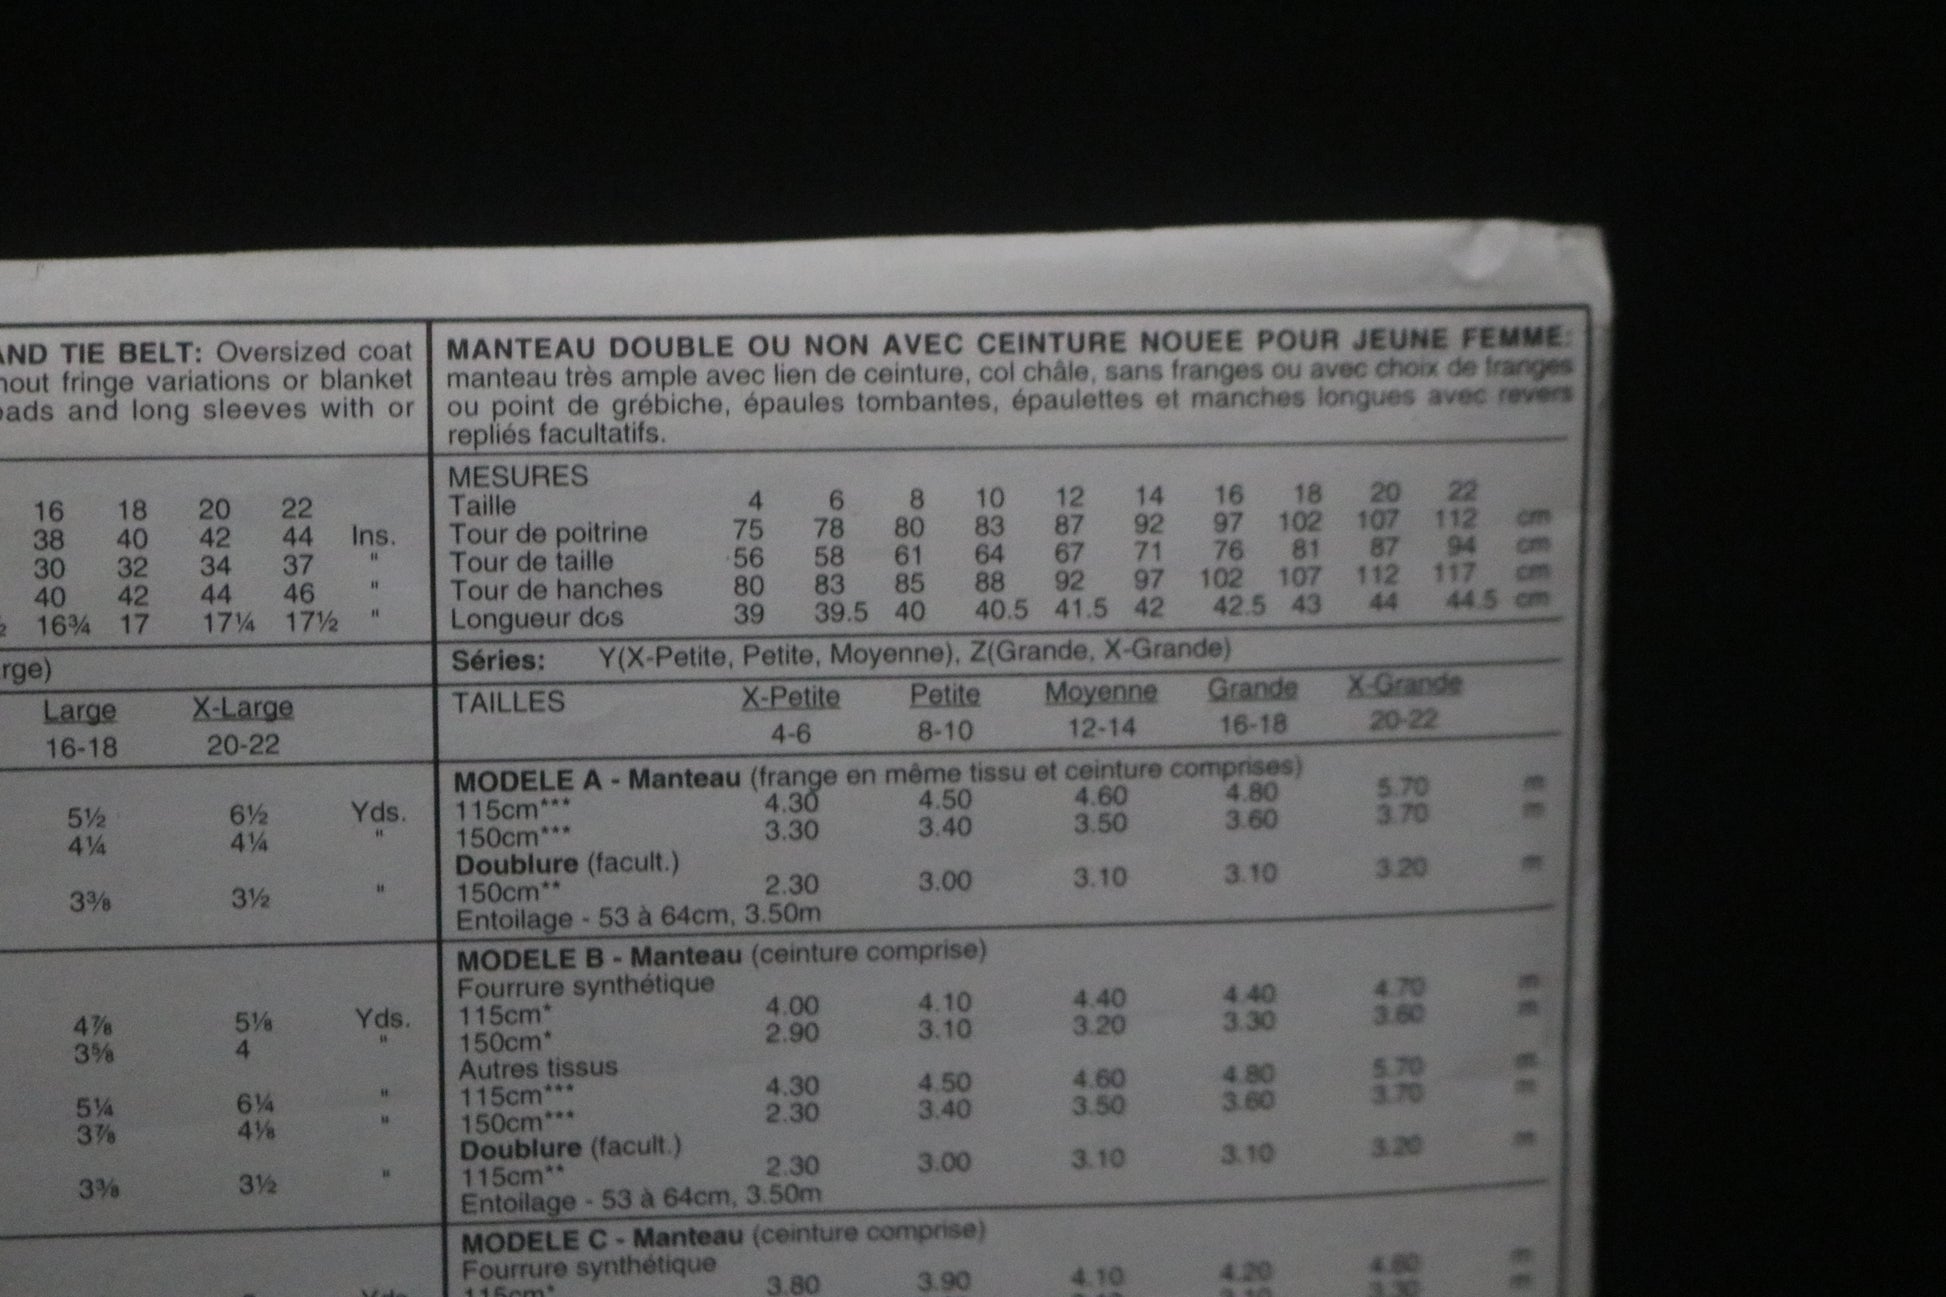 AND TIE BELT: Oversized coat
hout fringe variations or blanket
pads and long sleeves with or
16 18 20 22
38 40 42 44 Ins.
30 32 34 37 "
40 42 44 46 "
16¾ 17 17¼ 17½ "
rge)
Large X-Large
16-18 20-22
5½ 6½ Yds.
4¼ 4¼ "
3⅜ 3½ "
4⅞ 5⅛ Yds.
3⅝ 4 "
5¼ 6¼ "
3⅞ 4⅛ "
3⅜ 3½ "
MANTEAU DOUBLE OU NON AVEC CEINTURE NOUEE POUR JEUNE FEMME:
manteau très ample avec lien de ceinture, col châle, sans franges ou avec choix de franges
ou point de grébiche, épaules tombantes, épaulettes et manches longues avec revers
repliés facultatifs.
MESURES
Taille 4 6 8 10 12 14 16 18 20 22
Tour de poitrine 75 78 80 83 87 92 97 102 107 112 cm
Tour de taille 56 58 61 64 67 71 76 81 87 94 cm
Tour de hanches 80 83 85 88 92 97 102 107 112 117 cm
Longueur dos 39 39.5 40 40.5 41.5 42 42.5 43 44 44.5 cm
Séries: Y(X-Petite, Petite, Moyenne), Z(Grande, X-Grande)
TAILLES X-Petite Petite Moyenne Grande X-Grande
4-6 8-10 12-14 16-18 20-22
MODELE A - Manteau (frange en même tissu et ceinture comprises)
115cm*** 4.30 4.50 4.60 4.80 5.70 m
150cm*** 3.30 3.40 3.50 3.60 3.70 m
Doublure (facult.)
150cm** 2.30 3.00 3.10 3.10 3.20 m
Entoilage - 53 à 64cm, 3.50m
MODELE B - Manteau (ceinture comprise)
Fourrure synthétique
115cm* 4.00 4.10 4.40 4.40 4.70 m
150cm* 2.90 3.10 3.20 3.30 3.60 m
Autres tissus
115cm*** 4.30 4.50 4.60 4.80 5.70 m
150cm*** 2.30 3.40 3.50 3.60 3.70 m
Doublure (facult.)
115cm** 2.30 3.00 3.10 3.10 3.20 m
Entoilage - 53 à 64cm, 3.50m
MODELE C - Manteau (ceinture comprise)
Fourrure synthétique
115cm* 3.80 3.90 4.10 4.20 4.60 m